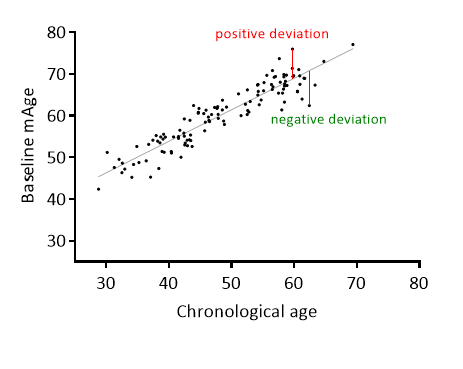 positive deviation
negative deviation
Baseline mAge
80
70
60
50
40
30
30 40 50 60 70 80
Chronological age